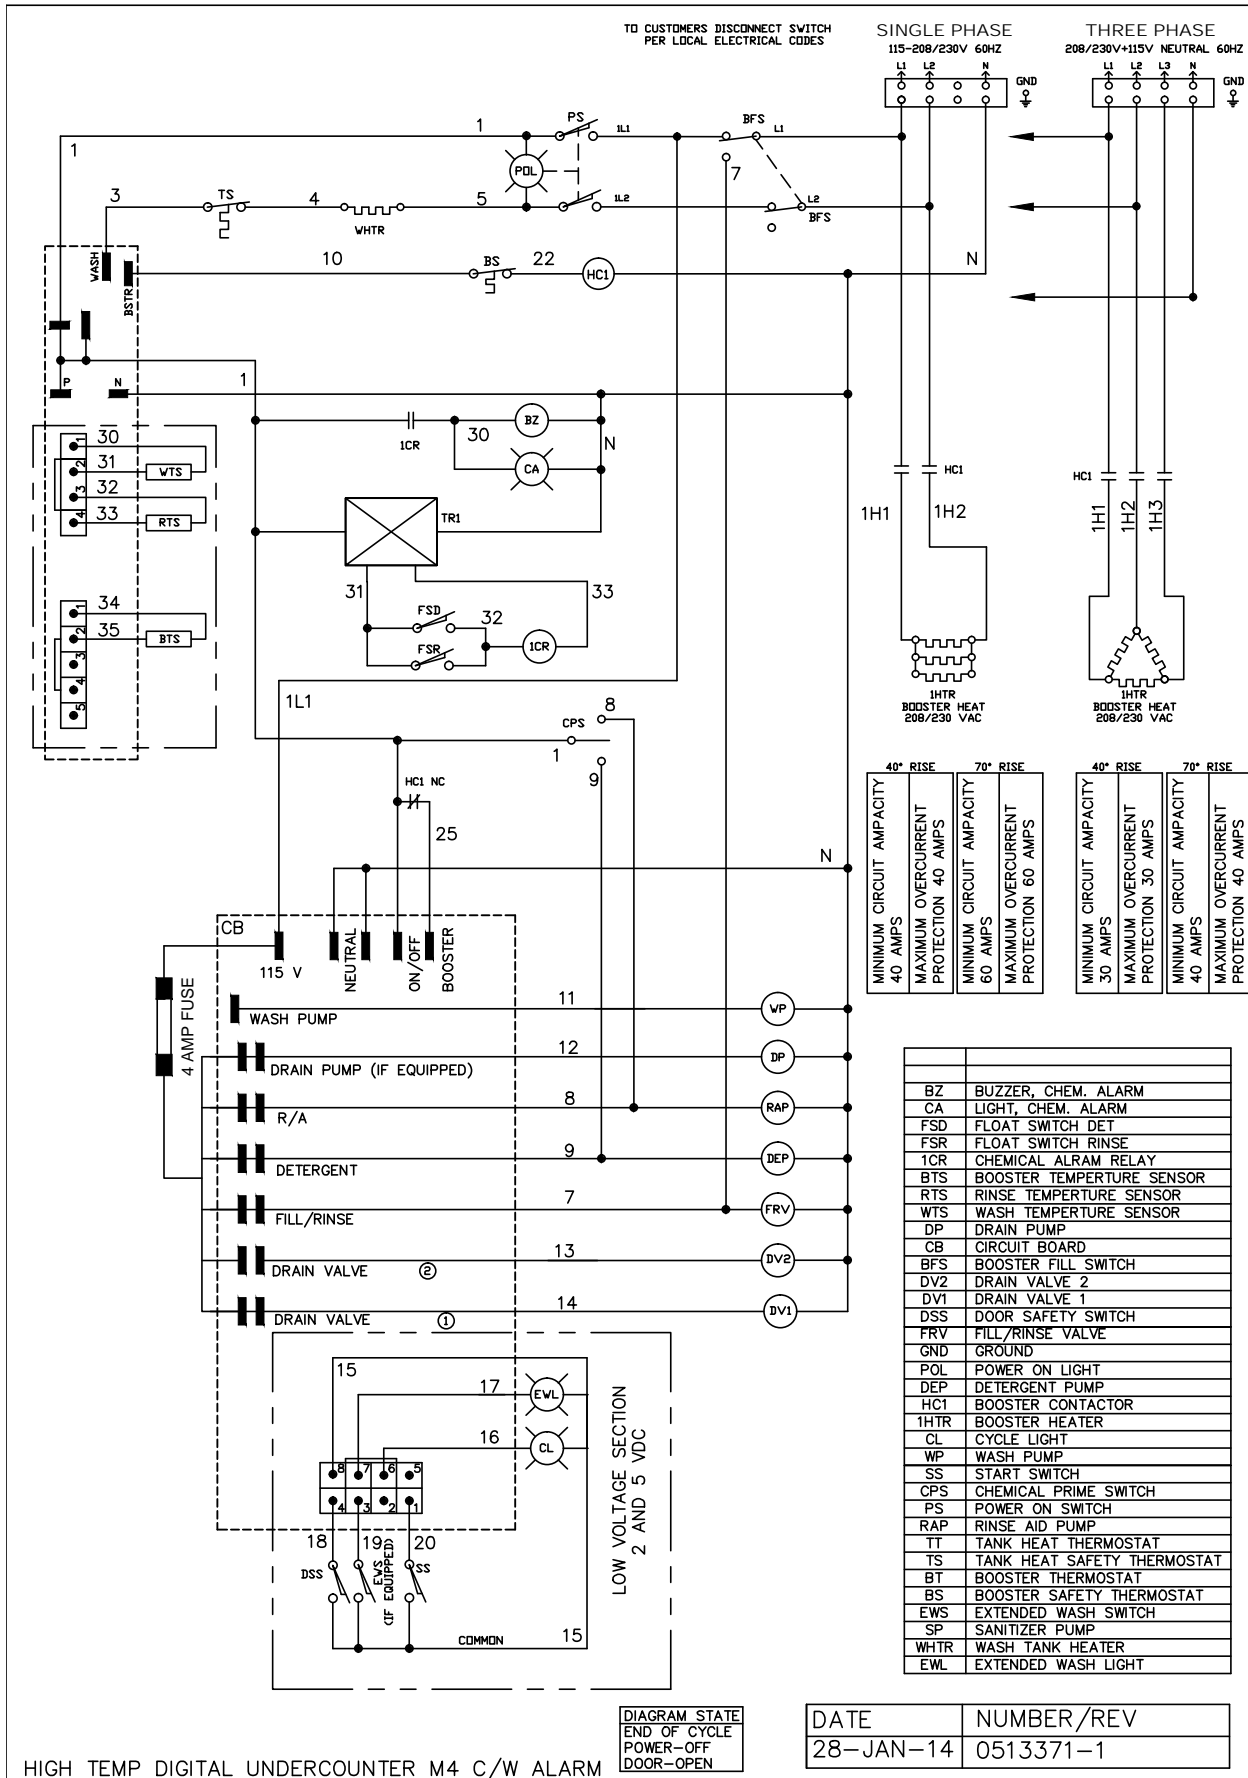 TO CUSTOMERS DISCONNECT SWITCH
PER LOCAL ELECTRICAL CODES
SINGLE PHASE
115-208/230V 60HZ
L1 L2 N
GND
THREE PHASE
208/230V+115V NEUTRAL 60HZ
L1 L2 L3 N
GND
1 1 PS 1L1 BFS L1
POL 7
3 TS 4 WHTR 5 1L2 L2 BFS
WASH BSTR 10 BS 22 HC1 N
P N 1
1CR 30 BZ N
CA
30
31 WTS
32
33 RTS
1
2
3
4
TR1
31 33
FSD 32
FSR 1CR
34
35 BTS
1
2
3
4
5
HC1
1H1 1H2
1HTR
BOOSTER HEAT
208/230 VAC
HC1
1H1 1H2 1H3
1HTR
BOOSTER HEAT
208/230 VAC
1L1
CPS 8
1
9
HC1 NC
25
N
40° RISE 70° RISE
MINIMUM CIRCUIT AMPACITY
40 AMPS
MAXIMUM OVERCURRENT
PROTECTION 40 AMPS
MINIMUM CIRCUIT AMPACITY
60 AMPS
MAXIMUM OVERCURRENT
PROTECTION 60 AMPS
40° RISE 70° RISE
MINIMUM CIRCUIT AMPACITY
30 AMPS
MAXIMUM OVERCURRENT
PROTECTION 30 AMPS
MINIMUM CIRCUIT AMPACITY
40 AMPS
MAXIMUM OVERCURRENT
PROTECTION 40 AMPS
CB
115 V NEUTRAL ON/OFF BOOSTER
4 AMP FUSE
WASH PUMP 11 WP
DRAIN PUMP (IF EQUIPPED) 12 DP
R/A 8 RAP
DETERGENT 9 DEP
FILL/RINSE 7 FRV
DRAIN VALVE 2 13 DV2
DRAIN VALVE 1 14 DV1
15
17 EWL
16 CL
8 7 6 5
4 3 2 1
18 19 20
DSS EWS (IF EQUIPPED) SS
COMMON 15
LOW VOLTAGE SECTION
2 AND 5 VDC
BZ BUZZER, CHEM. ALARM
CA LIGHT, CHEM. ALARM
FSD FLOAT SWITCH DET
FSR FLOAT SWITCH RINSE
1CR CHEMICAL ALRAM RELAY
BTS BOOSTER TEMPERTURE SENSOR
RTS RINSE TEMPERTURE SENSOR
WTS WASH TEMPERTURE SENSOR
DP DRAIN PUMP
CB CIRCUIT BOARD
BFS BOOSTER FILL SWITCH
DV2 DRAIN VALVE 2
DV1 DRAIN VALVE 1
DSS DOOR SAFETY SWITCH
FRV FILL/RINSE VALVE
GND GROUND
POL POWER ON LIGHT
DEP DETERGENT PUMP
HC1 BOOSTER CONTACTOR
1HTR BOOSTER HEATER
CL CYCLE LIGHT
WP WASH PUMP
SS START SWITCH
CPS CHEMICAL PRIME SWITCH
PS POWER ON SWITCH
RAP RINSE AID PUMP
TT TANK HEAT THERMOSTAT
TS TANK HEAT SAFETY THERMOSTAT
BT BOOSTER THERMOSTAT
BS BOOSTER SAFETY THERMOSTAT
EWS EXTENDED WASH SWITCH
SP SANITIZER PUMP
WHTR WASH TANK HEATER
EWL EXTENDED WASH LIGHT
DIAGRAM STATE
END OF CYCLE
POWER-OFF
DOOR-OPEN
DATE NUMBER/REV
28-JAN-14 0513371-1
HIGH TEMP DIGITAL UNDERCOUNTER M4 C/W ALARM